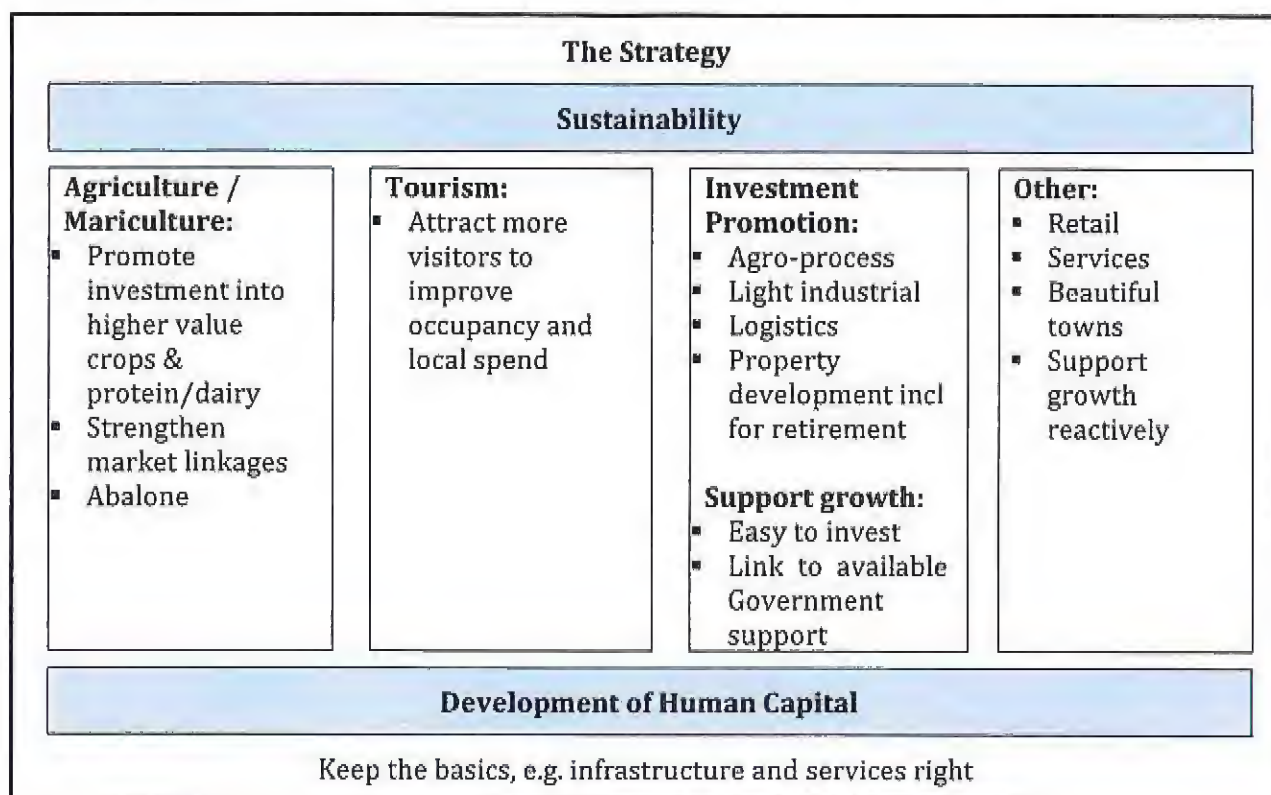 The Strategy
Sustainability
Agriculture /
Mariculture:
▪ Promote
investment into
higher value
crops &
protein/dairy
▪ Strengthen
market linkages
▪ Abalone
Tourism:
▪ Attract more
visitors to
improve
occupancy and
local spend
Investment
Promotion:
▪ Agro-process
▪ Light industrial
▪ Logistics
▪ Property
development incl
for retirement
Support growth:
▪ Easy to invest
▪ Link to available
Government
support
Other:
▪ Retail
▪ Services
▪ Beautiful
towns
▪ Support
growth
reactively
Development of Human Capital
Keep the basics, e.g. infrastructure and services right